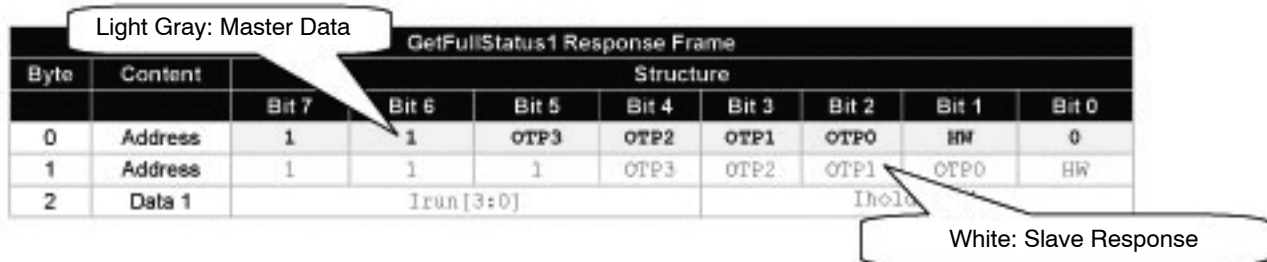 Light Gray: Master Data
GetFullStatus1 Response Frame
Byte Content Structure
Bit 7 Bit 6 Bit 5 Bit 4 Bit 3 Bit 2 Bit 1 Bit 0
0 Address 1 1 OTP3 OTP2 OTP1 OTP0 HW 0
1 Address 1 1 1 OTP3 OTP2 OTP1 OTP0 HW
2 Data 1 Irun[3:0]
White: Slave Response